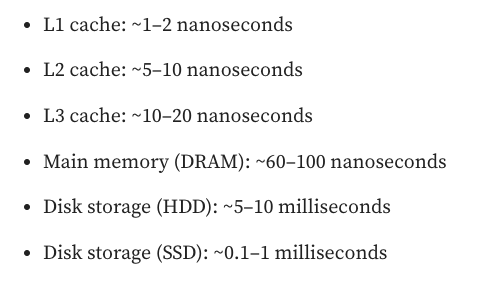 • L1 cache: ~1–2 nanoseconds
• L2 cache: ~5–10 nanoseconds
• L3 cache: ~10–20 nanoseconds
• Main memory (DRAM): ~60–100 nanoseconds
• Disk storage (HDD): ~5–10 milliseconds
• Disk storage (SSD): ~0.1–1 milliseconds